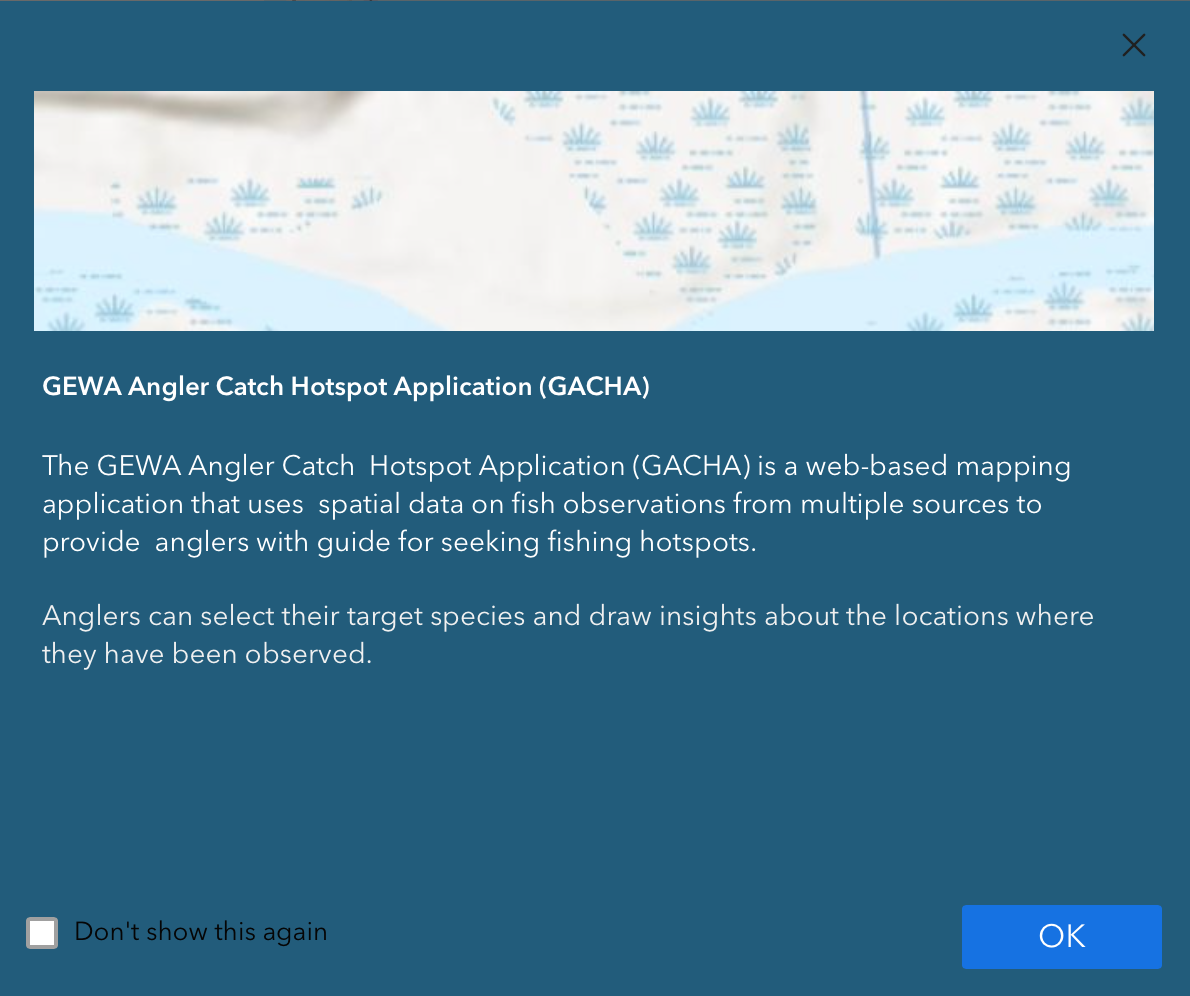 GEWA Angler Catch Hotspot Application (GACHA)
The GEWA Angler Catch  Hotspot Application (GACHA) is a web-based mapping
application that uses  spatial data on fish observations from multiple sources to
provide  anglers with guide for seeking fishing hotspots.
Anglers can select their target species and draw insights about the locations where
they have been observed.
Don't show this again
OK